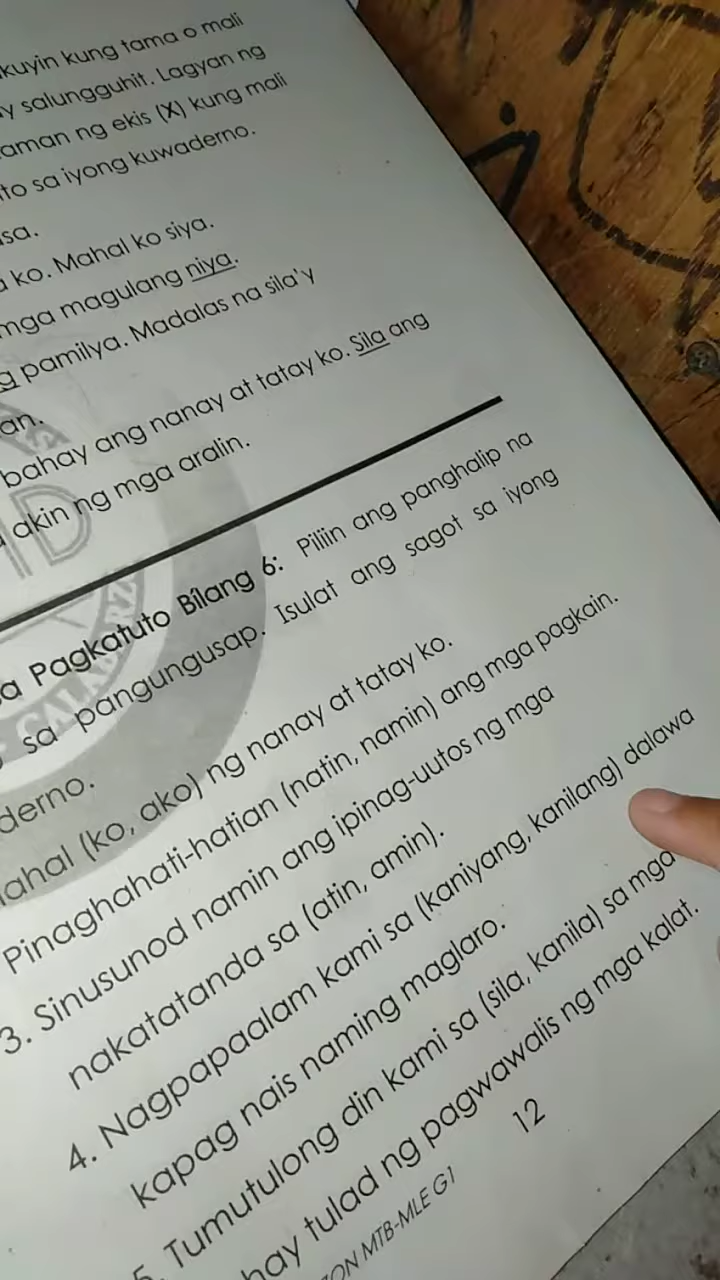 kuyin kung tama o mali
y salungguhit. Lagyan ng
aman ng ekis (X) kung mali
ito sa iyong kuwaderno.
sa.
ko. Mahal ko siya.
mga magulang niya.
g pamilya. Madalas na sila'y
an.
bahay ang nanay at tatay ko. Sila ang
akin ng mga aralin.
sa Pagkatuto Bilang 6: Piliin ang panghalip na
sa pangungusap. Isulat ang sagot sa iyong
derno.
ahal (ko, ako) ng nanay at tatay ko.
Pinaghahati-hatian (natin, namin) ang mga pagkain.
3. Sinusunod namin ang ipinag-uutos ng mga
nakatatanda sa (atin, amin).
4. Nagpapaalam kami sa (kaniyang, kanilang) dalawa
kapag nais naming maglaro.
5. Tumutulong din kami sa (sila, kanila) sa mga
hay tulad ng pagwawalis ng mga kalat.
ZON MTB-MLE G1
12